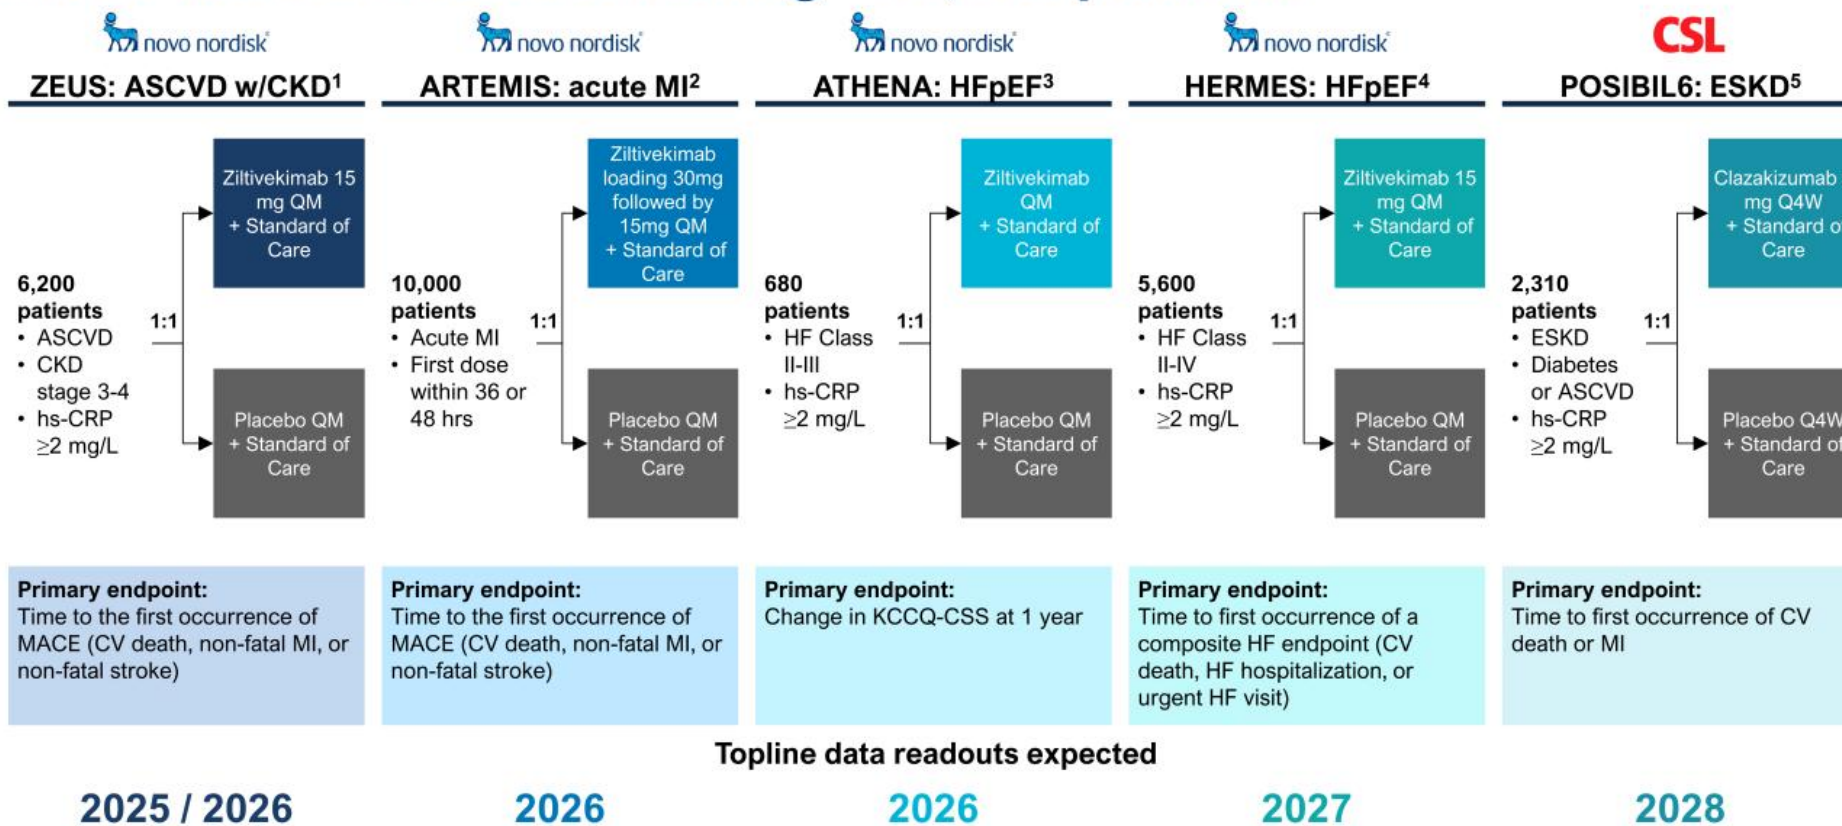 novo nordisk
ZEUS: ASCVD w/CKD1
6,200
patients
• ASCVD
• CKD
stage 3-4
• hs-CRP
≥2 mg/L
1:1
Ziltivekimab 15
mg QM
+ Standard of
Care
Placebo QM
+ Standard of
Care
Primary endpoint:
Time to the first occurrence of
MACE (CV death, non-fatal MI, or
non-fatal stroke)
novo nordisk
ARTEMIS: acute MI2
10,000
patients
• Acute MI
• First dose
within 36 or
48 hrs
1:1
Ziltivekimab
loading 30mg
followed by
15mg QM
+ Standard of
Care
Placebo QM
+ Standard of
Care
Primary endpoint:
Time to the first occurrence of
MACE (CV death, non-fatal MI, or
non-fatal stroke)
novo nordisk
ATHENA: HFpEF3
680
patients
• HF Class
II-III
• hs-CRP
≥2 mg/L
1:1
Ziltivekimab
QM
+ Standard of
Care
Placebo QM
+ Standard of
Care
Primary endpoint:
Change in KCCQ-CSS at 1 year
novo nordisk
HERMES: HFpEF4
5,600
patients
• HF Class
II-IV
• hs-CRP
≥2 mg/L
1:1
Ziltivekimab 15
mg QM
+ Standard of
Care
Placebo QM
+ Standard of
Care
Primary endpoint:
Time to first occurrence of a
composite HF endpoint (CV
death, HF hospitalization, or
urgent HF visit)
CSL
POSIBIL6: ESKD5
2,310
patients
• ESKD
• Diabetes
or ASCVD
• hs-CRP
≥2 mg/L
1:1
Clazakizumab
mg Q4W
+ Standard of
Care
Placebo Q4W
+ Standard of
Care
Primary endpoint:
Time to first occurrence of CV
death or MI
Topline data readouts expected
2025 / 2026
2026
2026
2027
2028